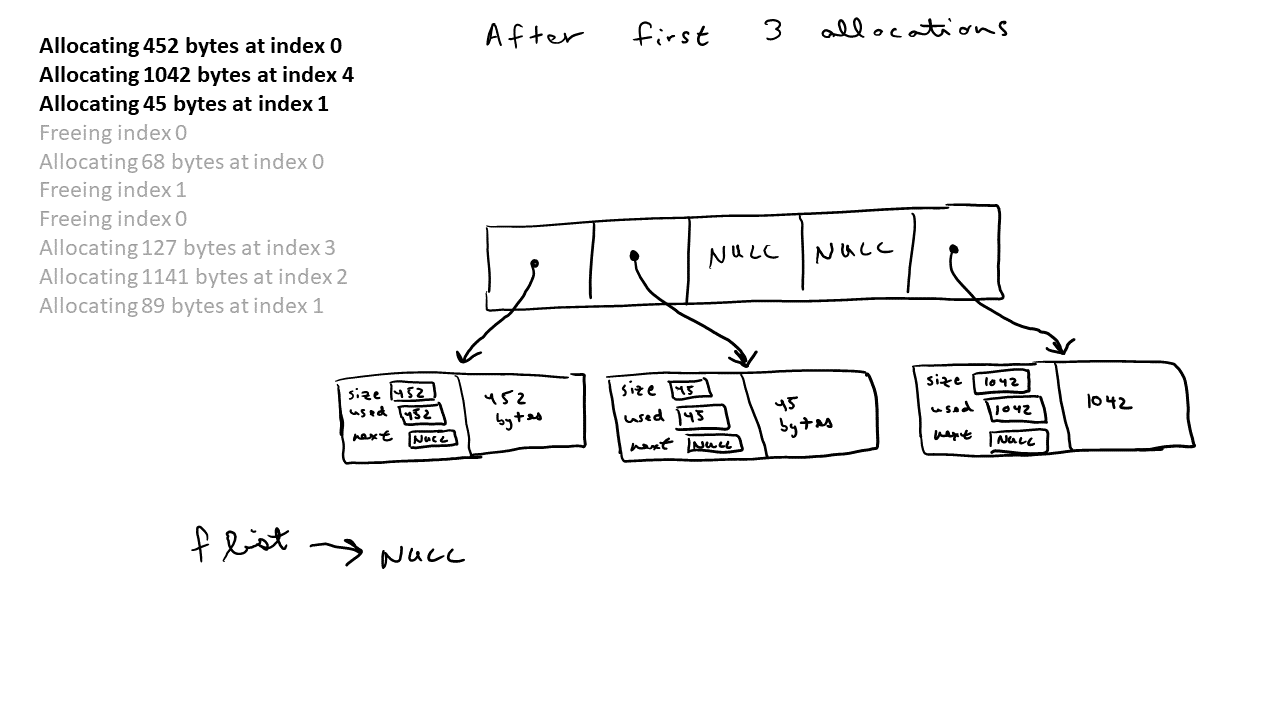 After first 3 allocations
Allocating 452 bytes at index 0
Allocating 1042 bytes at index 4
Allocating 45 bytes at index 1
Freeing index 0
Allocating 68 bytes at index 0
Freeing index 1
Freeing index 0
Allocating 127 bytes at index 3
Allocating 1141 bytes at index 2
Allocating 89 bytes at index 1
NULL NULL
size 452
used 452
next NULL
452
bytes
size 45
used 45
next NULL
45
bytes
size 1042
used 1042
next NULL
1042
flist → NULL